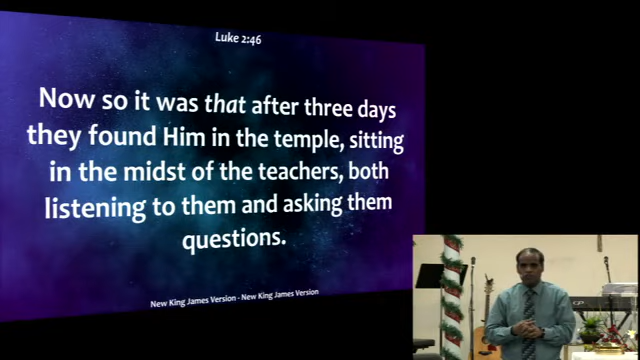 Luke 2:46
Now so it was that after three days
they found Him in the temple, sitting
in the midst of the teachers, both
listening to them and asking them
questions.
New King James Version - New King James Version